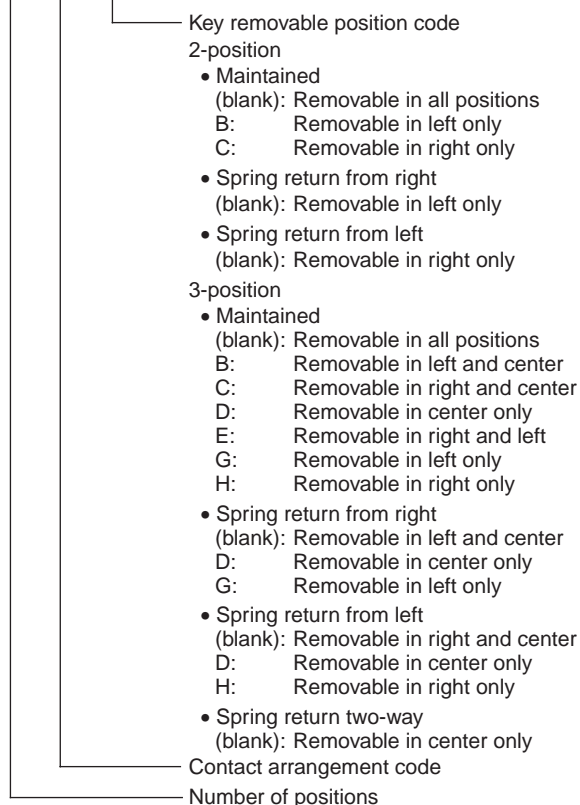 Key removable position code
2-position
• Maintained
(blank): Removable in all positions
B: Removable in left only
C: Removable in right only
• Spring return from right
(blank): Removable in left only
• Spring return from left
(blank): Removable in right only
3-position
• Maintained
(blank): Removable in all positions
B: Removable in left and center
C: Removable in right and center
D: Removable in center only
E: Removable in right and left
G: Removable in left only
H: Removable in right only
• Spring return from right
(blank): Removable in left and center
D: Removable in center only
G: Removable in left only
• Spring return from left
(blank): Removable in right and center
D: Removable in center only
H: Removable in right only
• Spring return two-way
(blank): Removable in center only
Contact arrangement code
Number of positions